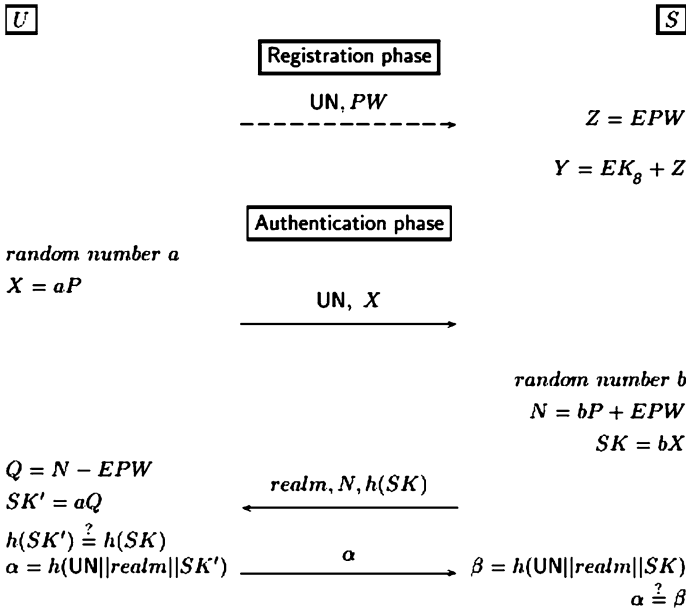 U S
Registration phase
UN, PW
Z = EPW
Y = EK_8 + Z
Authentication phase
random number a
X = aP
UN, X
random number b
N = bP + EPW
SK = bX
Q = N − EPW
realm, N, h(SK)
SK′ = aQ
h(SK′) ≟ h(SK)
α = h(UN||realm||SK′) α β = h(UN||realm||SK)
α ≟ β